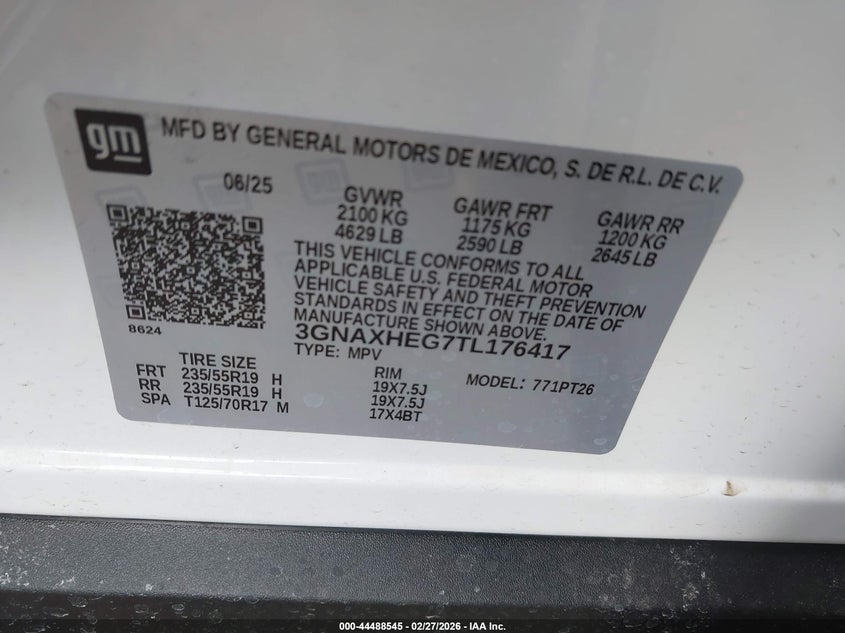 gm
MFD BY GENERAL MOTORS DE MEXICO, S. DE R.L. DE C.V.
06/25
GVWR GAWR FRT GAWR RR
2100 KG 1175 KG 1200 KG
4629 LB 2590 LB 2645 LB
THIS VEHICLE CONFORMS TO ALL
APPLICABLE U.S. FEDERAL MOTOR
VEHICLE SAFETY AND THEFT PREVENTION
STANDARDS IN EFFECT ON THE DATE OF
MANUFACTURE SHOWN ABOVE.
8624
3GNAXHEG7TL176417
TYPE: MPV
TIRE SIZE RIM MODEL: 771PT26
FRT 235/55R19 H 19X7.5J
RR 235/55R19 H 19X7.5J
SPA T125/70R17 M 17X4BT
000-44488545 - 02/27/2026 - IAA Inc.